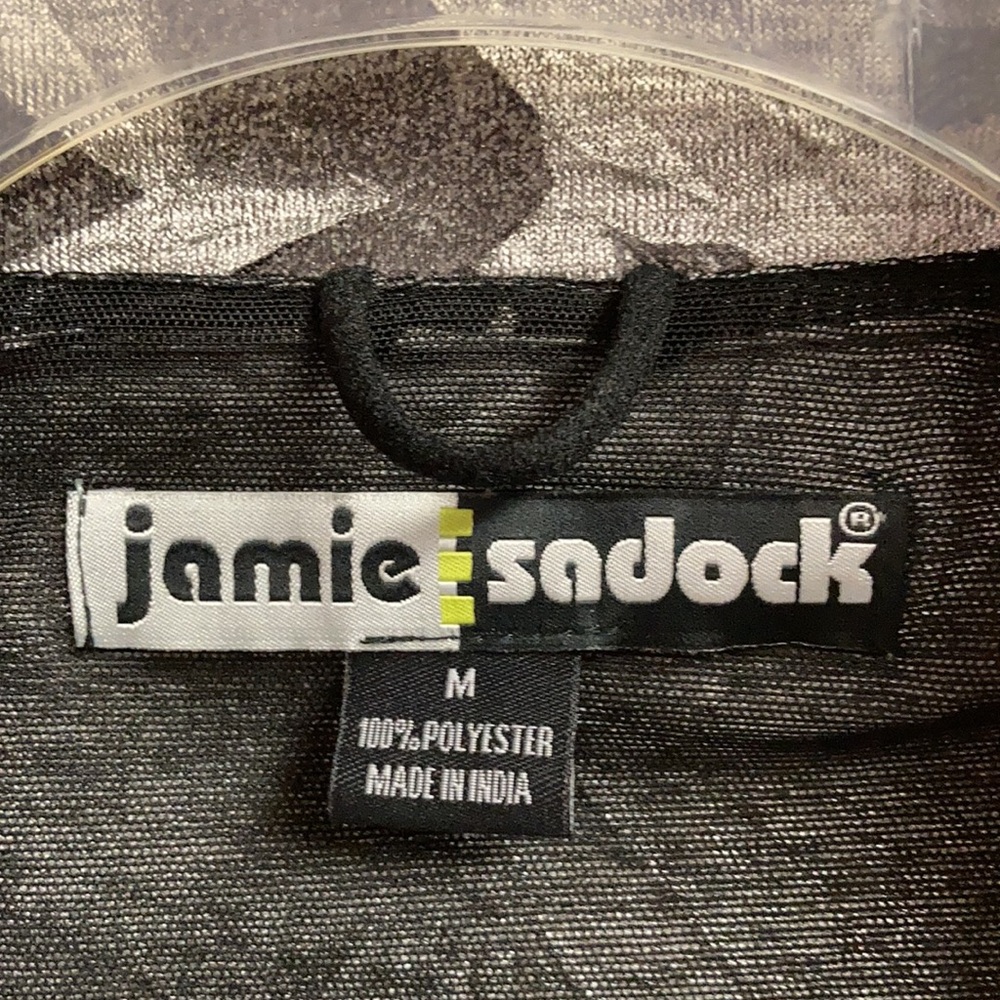 jamie sadock®
M
100% POLYESTER
MADE IN INDIA